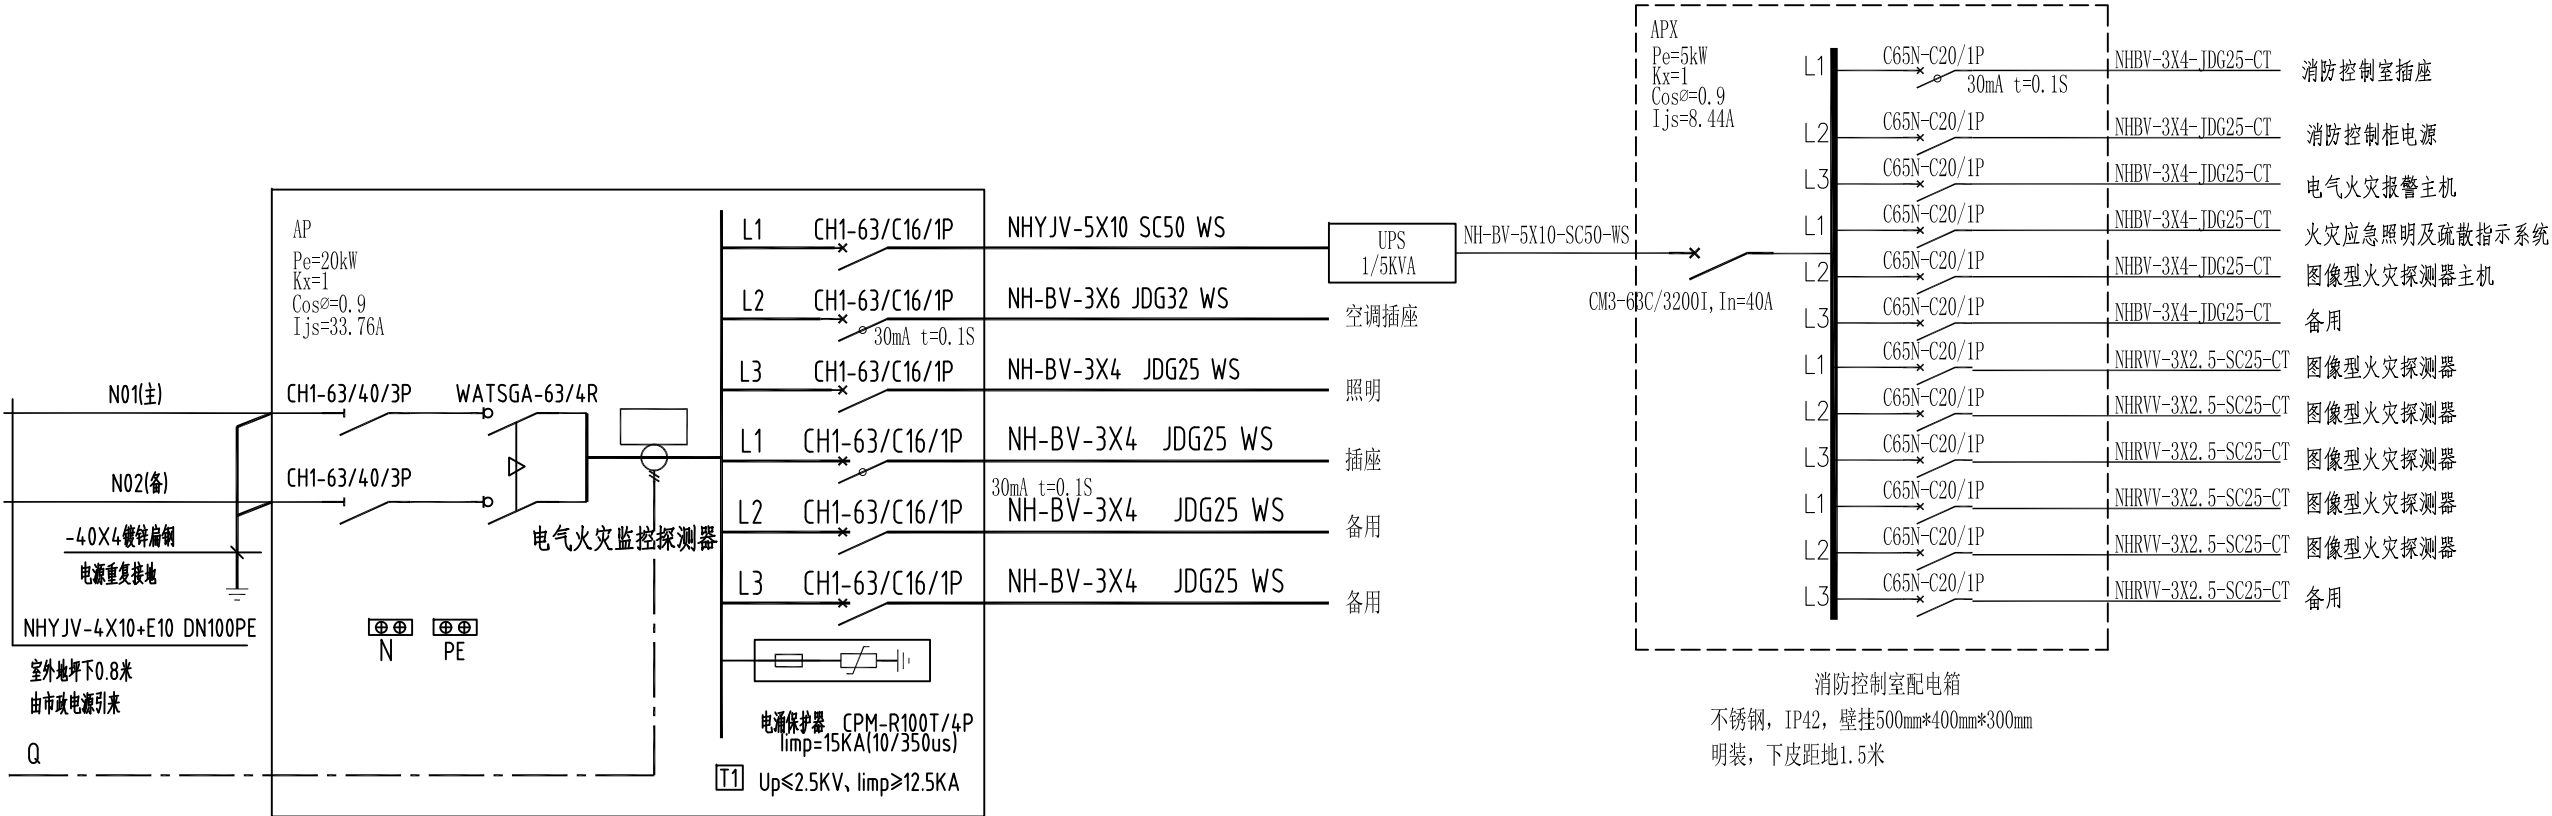 N01(主)
N02(备)
-40X4镀锌扁钢
电源重复接地
NHYJV-4X10+E10 DN100PE
室外地坪下0.8米
由市政电源引来
Q
AP
Pe=20kW
Kx=1
Cosø=0.9
Ijs=33.76A
CH1-63/40/3P
WATSGA-63/4R
CH1-63/40/3P
电气火灾监控探测器
N
PE
L1 CH1-63/C16/1P NHYJV-5X10 SC50 WS
L2 CH1-63/C16/1P NH-BV-3X6 JDG32 WS 空调插座
30mA t=0.1S
L3 CH1-63/C16/1P NH-BV-3X4 JDG25 WS 照明
L1 CH1-63/C16/1P NH-BV-3X4 JDG25 WS 插座
30mA t=0.1S
L2 CH1-63/C16/1P NH-BV-3X4 JDG25 WS 备用
L3 CH1-63/C16/1P NH-BV-3X4 JDG25 WS 备用
电涌保护器 CPM-R100T/4P
limp=15KA(10/350us)
T1 Up≤2.5KV、limp≥12.5KA
UPS
1/5KVA
NH-BV-5X10-SC50-WS
CM3-63C/3200I,In=40A
APX
Pe=5kW
Kx=1
Cosø=0.9
Ijs=8.44A
L1 C65N-C20/1P NHBV-3X4-JDG25-CT 消防控制室插座
30mA t=0.1S
L2 C65N-C20/1P NHBV-3X4-JDG25-CT 消防控制柜电源
L3 C65N-C20/1P NHBV-3X4-JDG25-CT 电气火灾报警主机
L1 C65N-C20/1P NHBV-3X4-JDG25-CT 火灾应急照明及疏散指示系统
L2 C65N-C20/1P NHBV-3X4-JDG25-CT 图像型火灾探测器主机
L3 C65N-C20/1P NHBV-3X4-JDG25-CT 备用
L1 C65N-C20/1P NHRVV-3X2.5-SC25-CT 图像型火灾探测器
L2 C65N-C20/1P NHRVV-3X2.5-SC25-CT 图像型火灾探测器
L3 C65N-C20/1P NHRVV-3X2.5-SC25-CT 图像型火灾探测器
L1 C65N-C20/1P NHRVV-3X2.5-SC25-CT 图像型火灾探测器
L2 C65N-C20/1P NHRVV-3X2.5-SC25-CT 图像型火灾探测器
L3 C65N-C20/1P NHRVV-3X2.5-SC25-CT 备用
消防控制室配电箱
不锈钢，IP42，壁挂500mm*400mm*300mm
明装，下皮距地1.5米